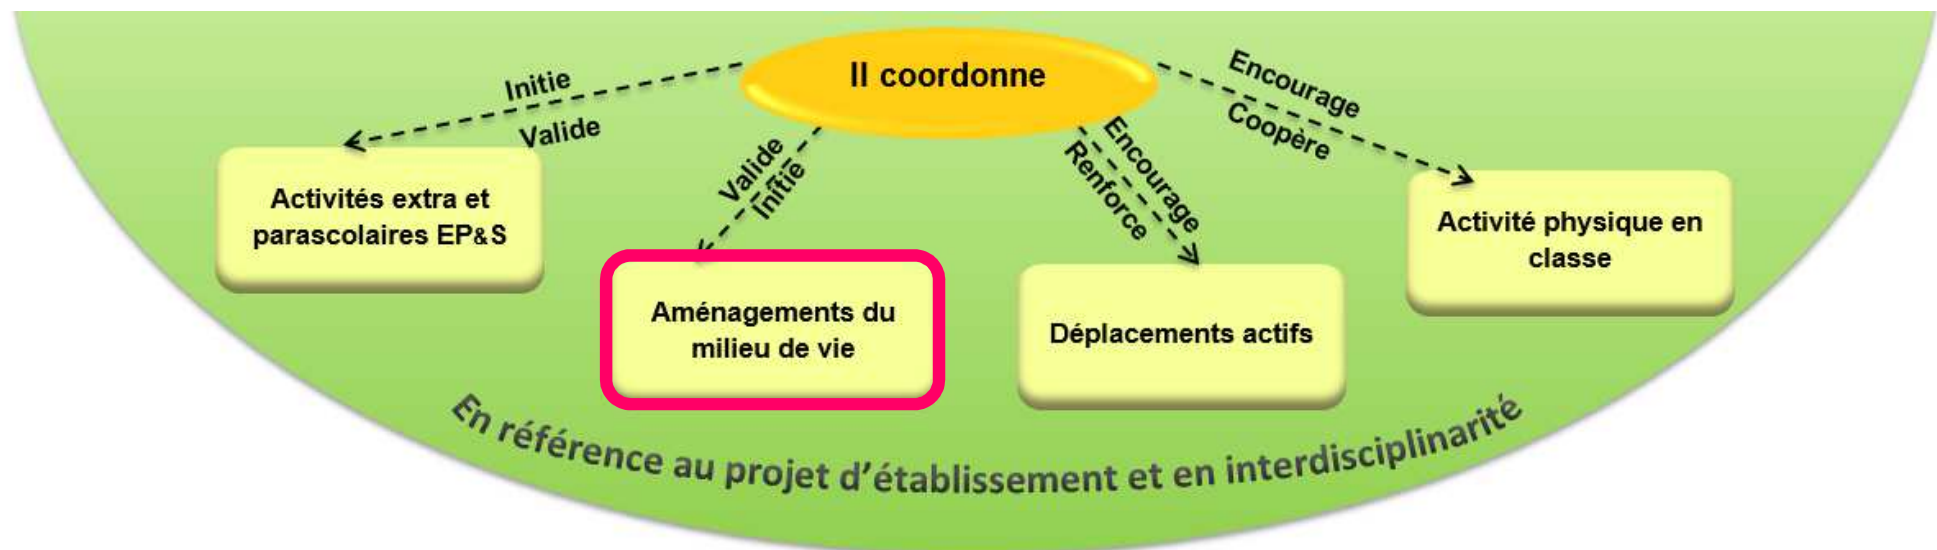 Il coordonne
Initie
Valide
Valide
Initie
Encourage
Renforce
Encourage
Coopère
Activités extra et
parascolaires EP&S
Aménagements du
milieu de vie
Déplacements actifs
Activité physique en
classe
En référence au projet d'établissement et en interdisciplinarité